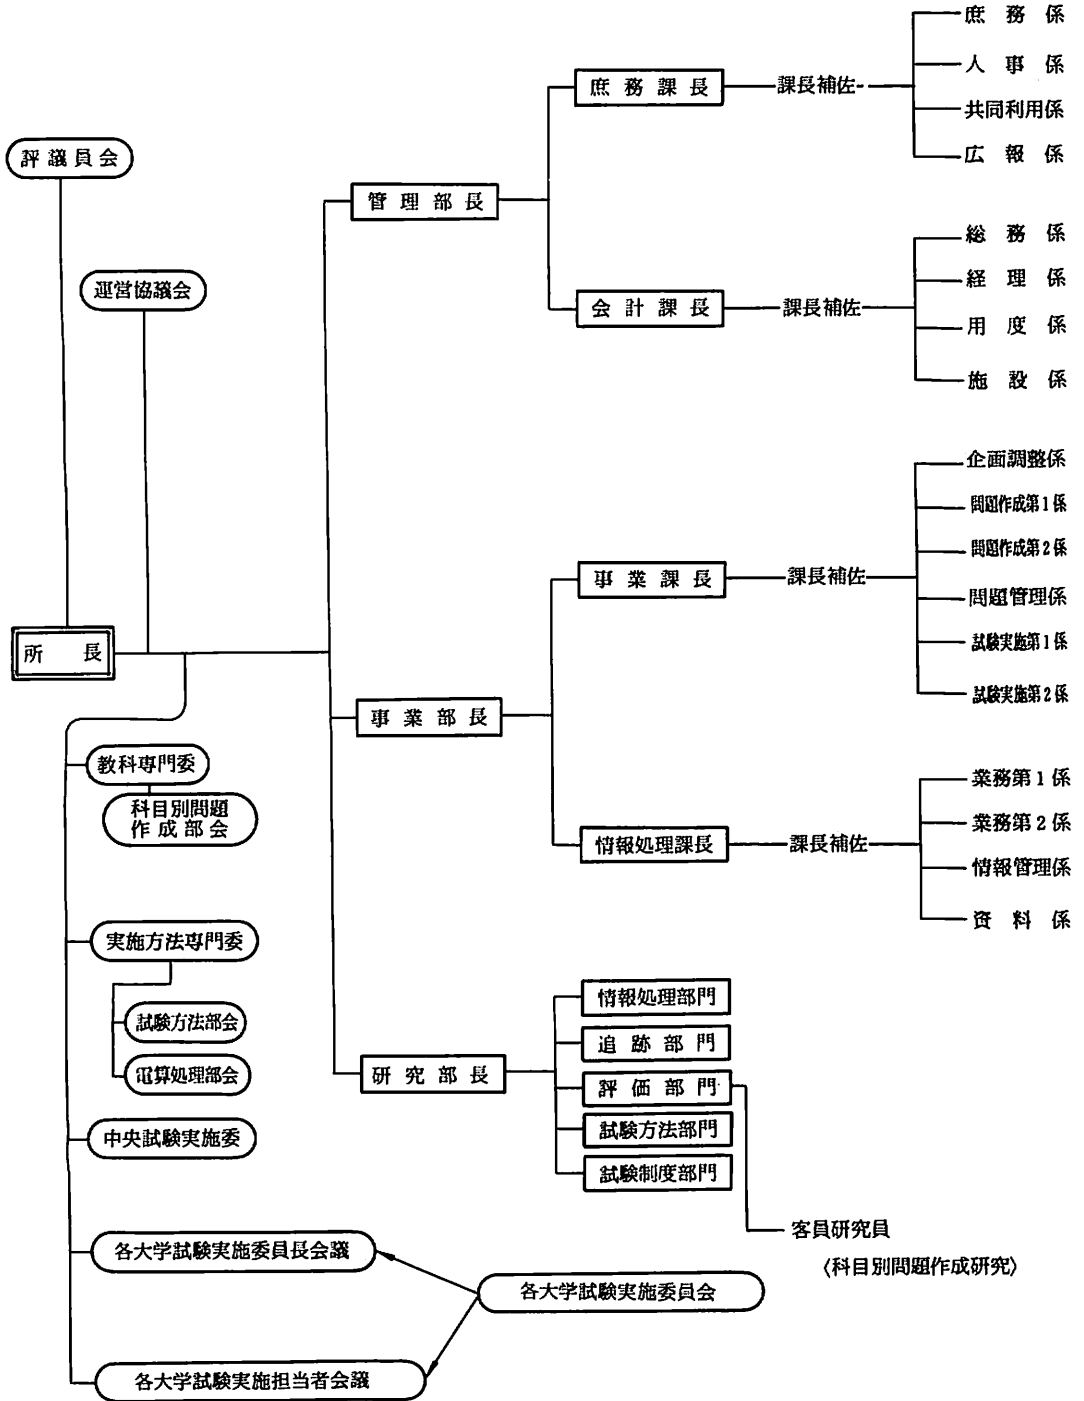 評議員会
運営協議会
所長
教科専門委
科目別問題
作成部会
実施方法専門委
試験方法部会
電算処理部会
中央試験実施委
各大学試験実施委員長会議
各大学試験実施委員会
各大学試験実施担当者会議
管理部長
庶務課長
課長補佐
庶務係
人事係
共同利用係
広報係
会計課長
課長補佐
総務係
経理係
用度係
施設係
事業部長
事業課長
課長補佐
企画調整係
問題作成第1係
問題作成第2係
問題管理係
試験実施第1係
試験実施第2係
情報処理課長
課長補佐
業務第1係
業務第2係
情報管理係
資料係
研究部長
情報処理部門
追跡部門
評価部門
試験方法部門
試験制度部門
客員研究員
〈科目別問題作成研究〉